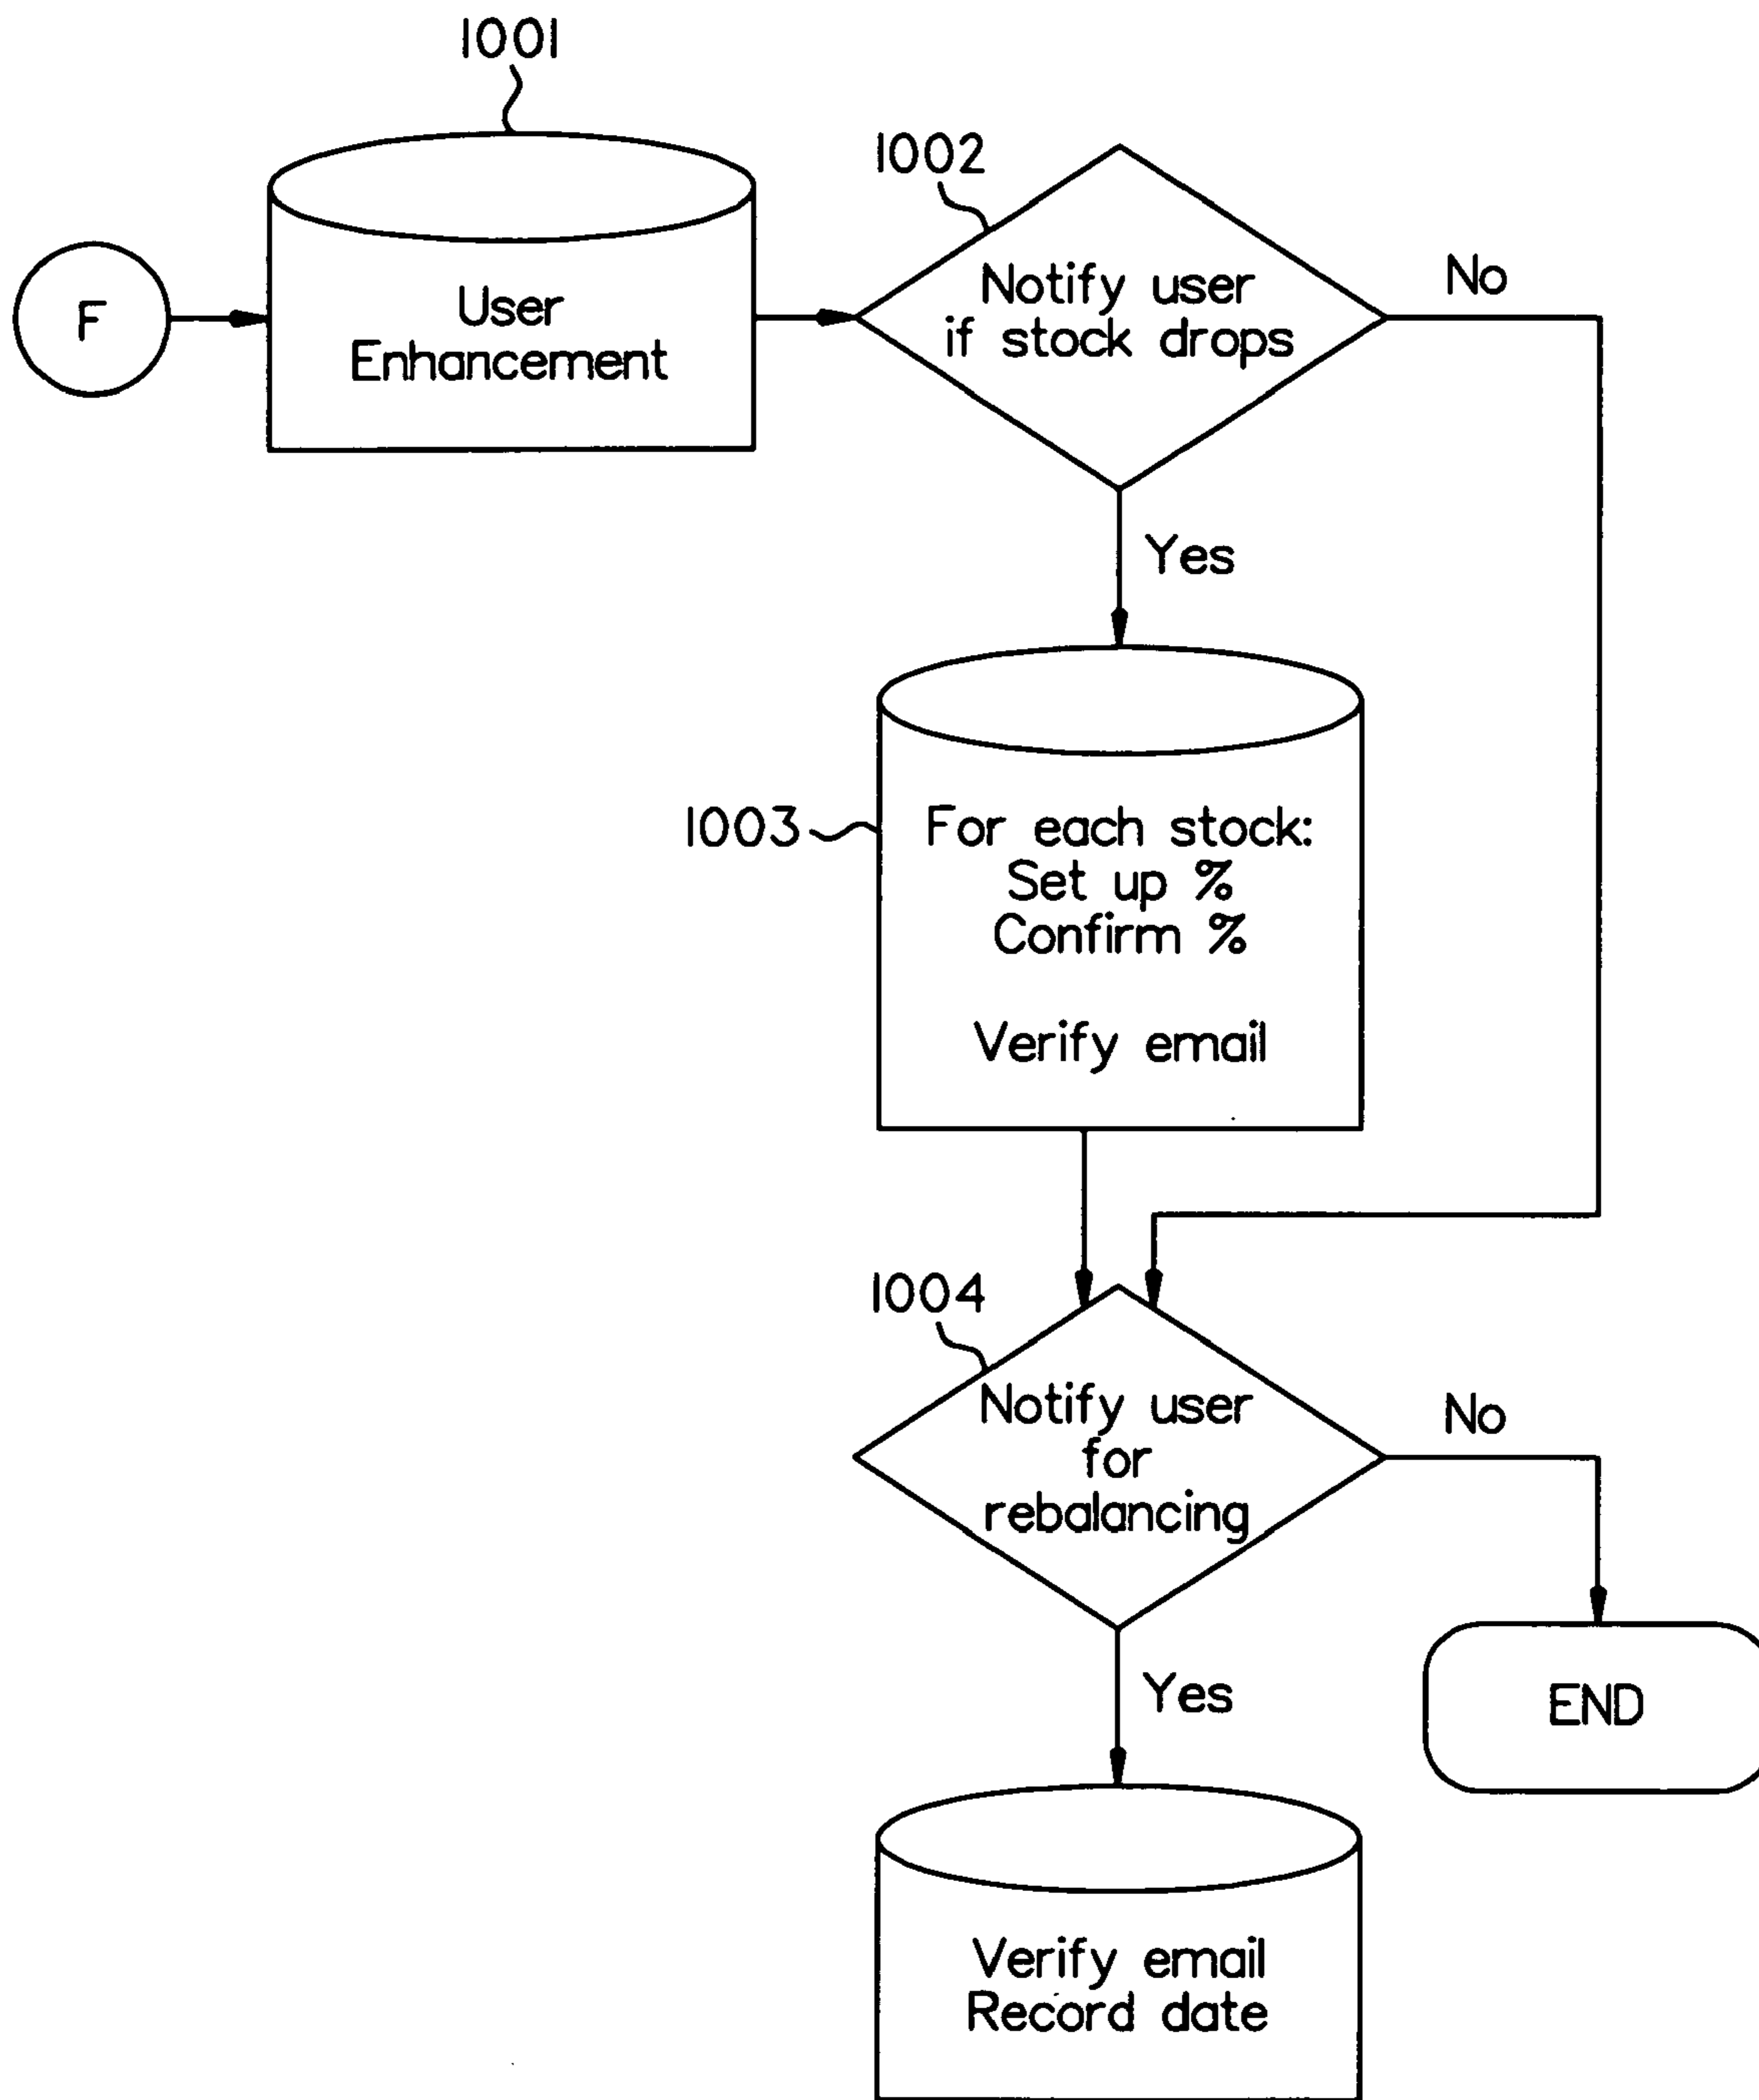 1001
1002
F
User
Enhancement
Notify user
if stock drops
No
Yes
1003
For each stock:
Set up %
Confirm %
Verify email
1004
Notify user
for
rebalancing
No
Yes
END
Verify email
Record date